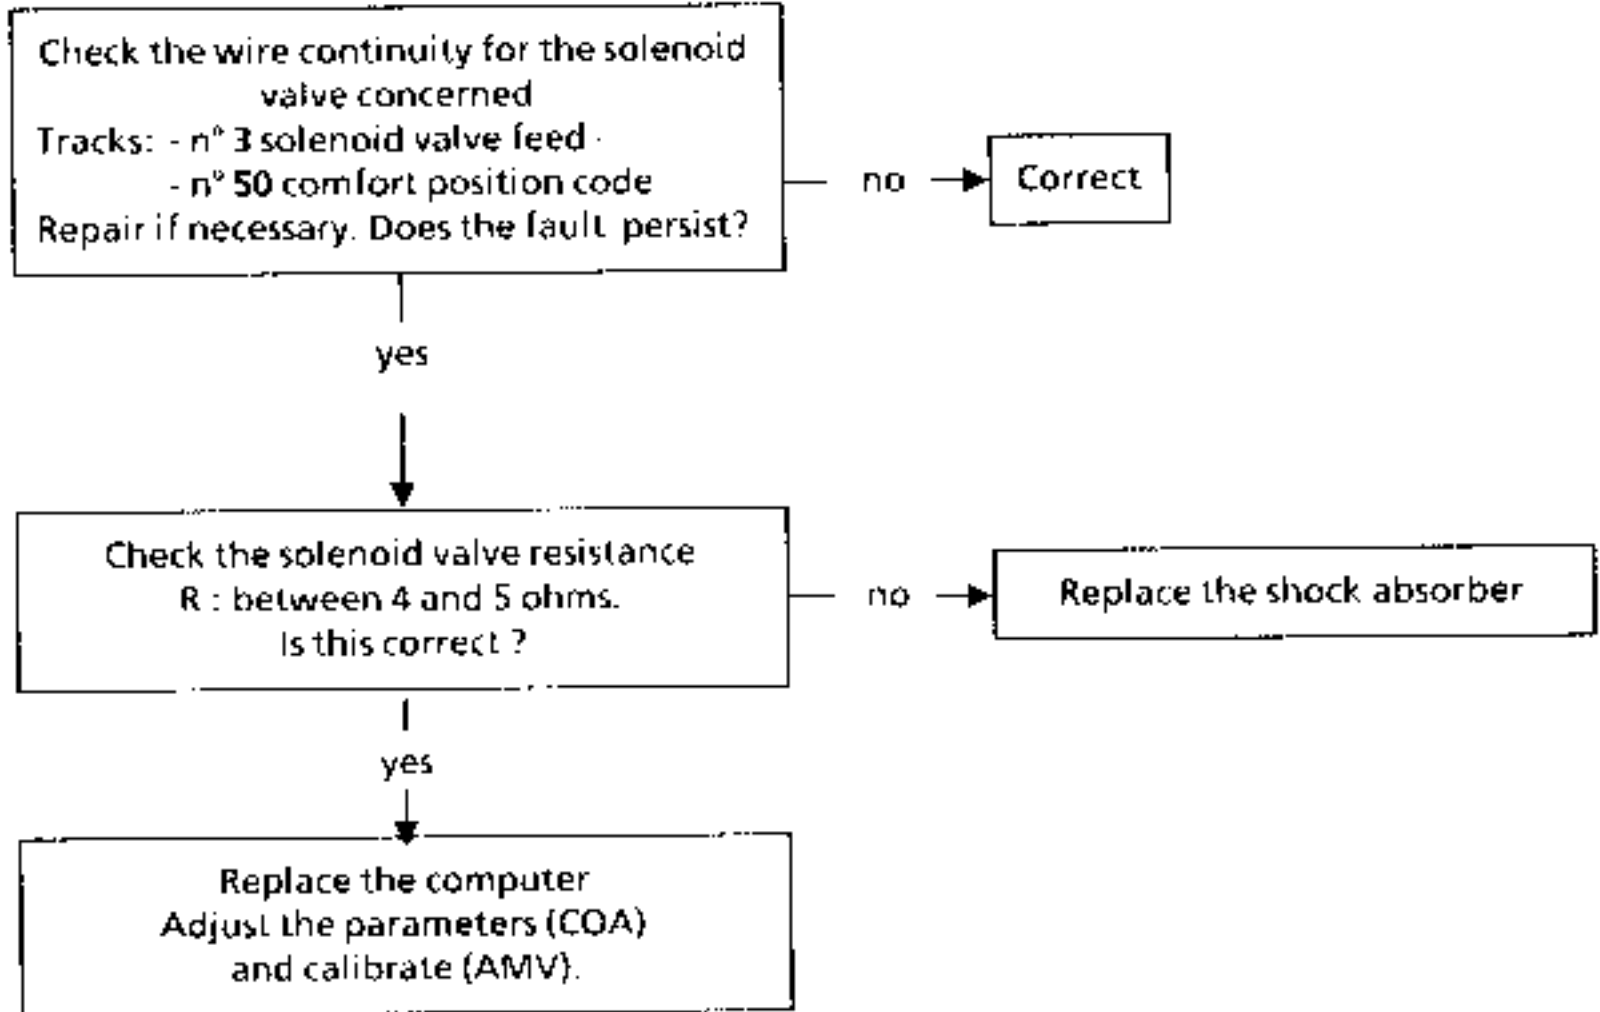 Check the wire continuity for the solenoid
valve concerned
Tracks: - n° 3 solenoid valve feed
- n° 50 comfort position code
Repair if necessary. Does the fault persist?
no
Correct
yes
Check the solenoid valve resistance
R : between 4 and 5 ohms.
Is this correct ?
no
Replace the shock absorber
yes
Replace the computer
Adjust the parameters (COA)
and calibrate (AMV).